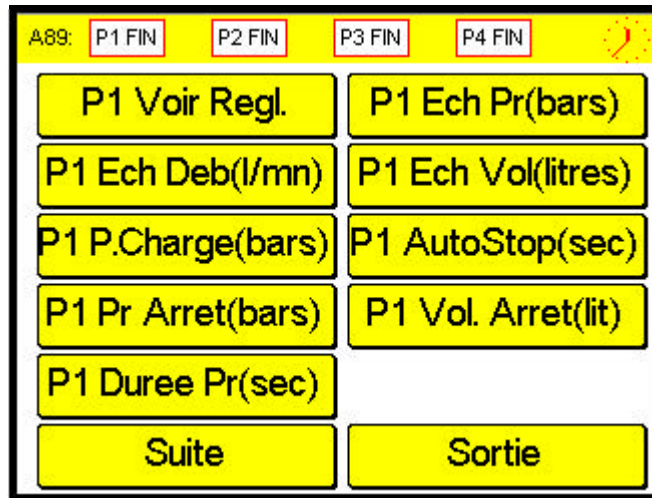 A89: P1 FIN P2 FIN P3 FIN P4 FIN
P1 Voir Regl. P1 Ech Pr(bars)
P1 Ech Deb(l/mn) P1 Ech Vol(litres)
P1 P.Charge(bars) P1 AutoStop(sec)
P1 Pr Arret(bars) P1 Vol. Arret(lit)
P1 Duree Pr(sec)
Suite Sortie